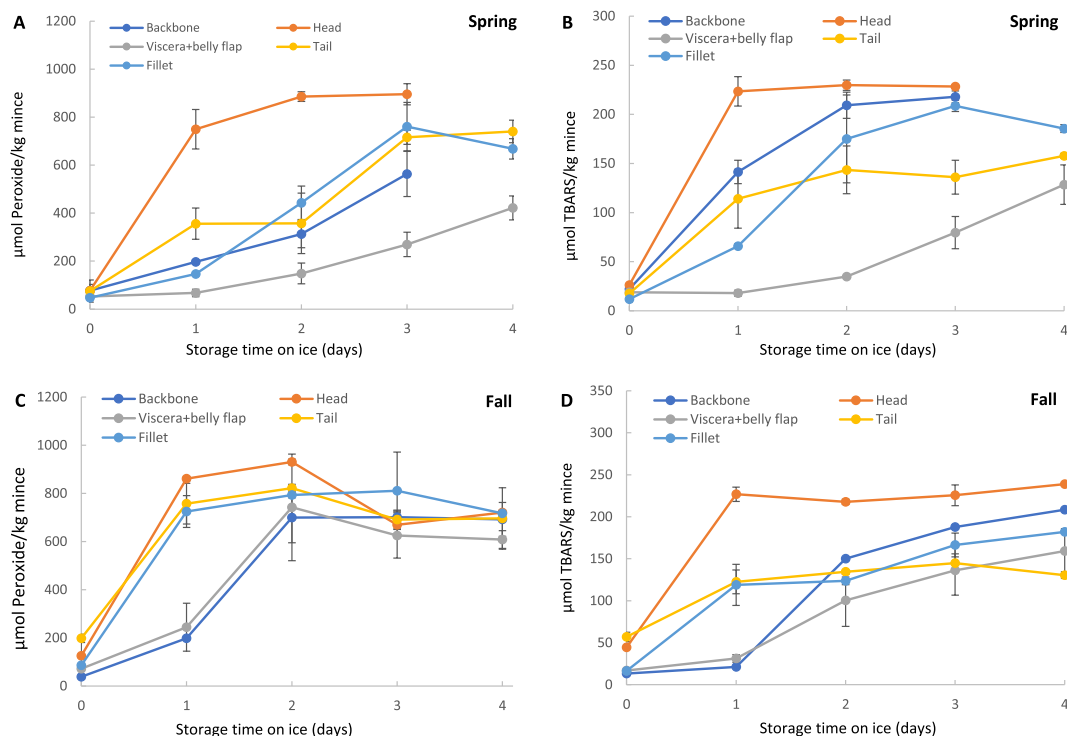 A
Spring
Backbone Head
Viscera+belly flap Tail
Fillet
µmol Peroxide/kg mince
1200
1000
800
600
400
200
0
0 1 2 3 4
Storage time on ice (days)
B
Spring
Backbone Head
Viscera+belly flap Tail
Fillet
µmol TBARS/kg mince
300
250
200
150
100
50
0
0 1 2 3 4
Storage time on ice (days)
C
Fall
Backbone Head
Viscera+belly flap Tail
Fillet
µmol Peroxide/kg mince
1200
1000
800
600
400
200
0
0 1 2 3 4
Storage time on ice (days)
D
Fall
Backbone Head
Viscera+belly flap Tail
Fillet
µmol TBARS/kg mince
350
300
250
200
150
100
50
0
0 1 2 3 4
Storage time on ice (days)